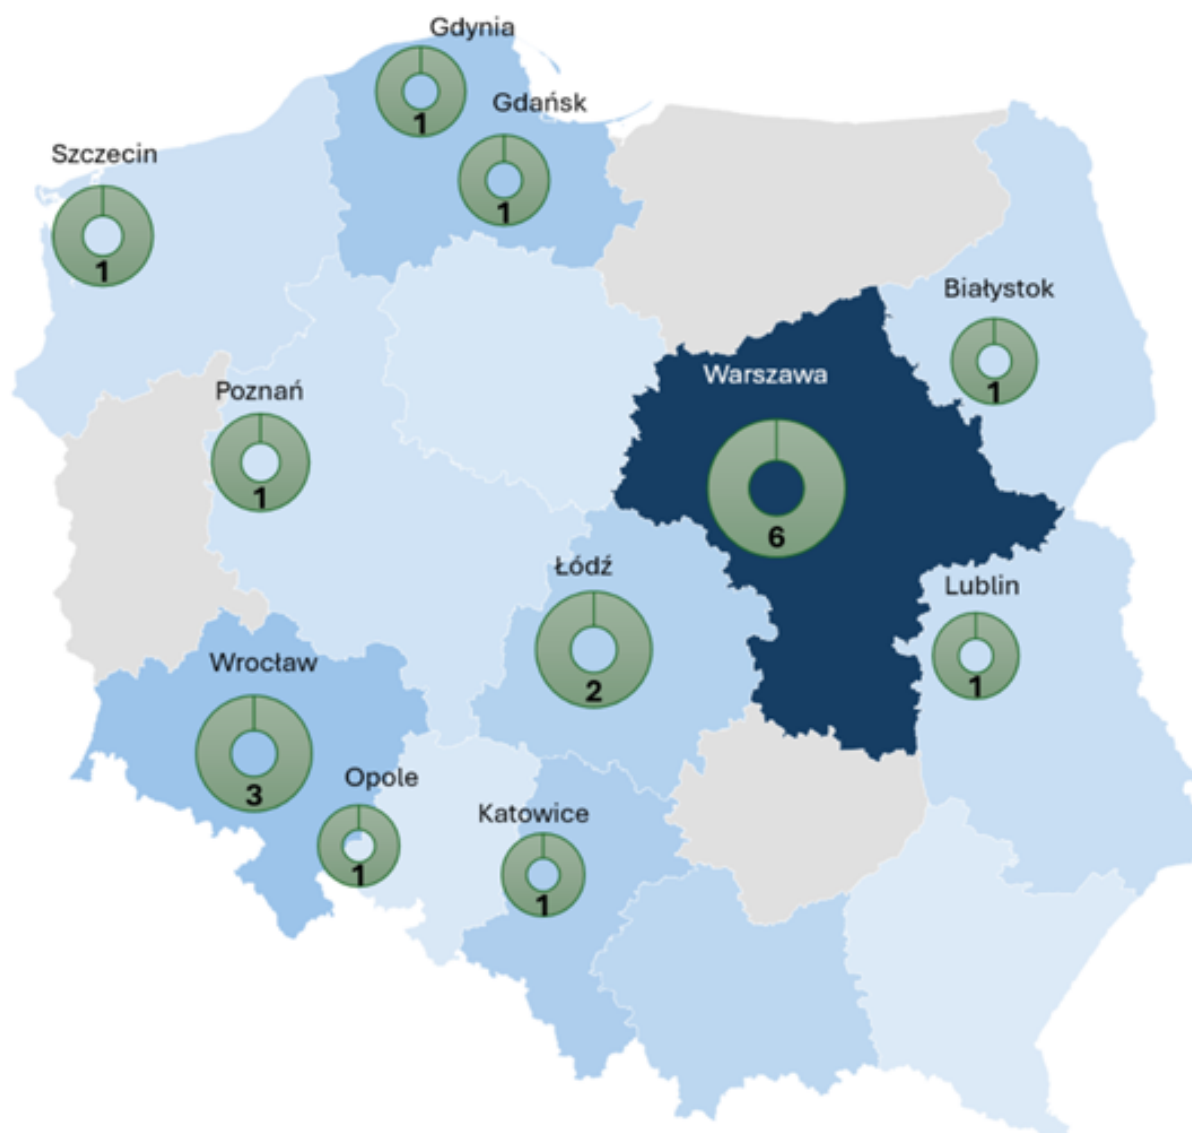 Gdynia
1
Gdańsk
1
Szczecin
1
Białystok
1
Warszawa
6
Poznań
1
Łódź
2
Lublin
1
Wrocław
3
Opole
1
Katowice
1